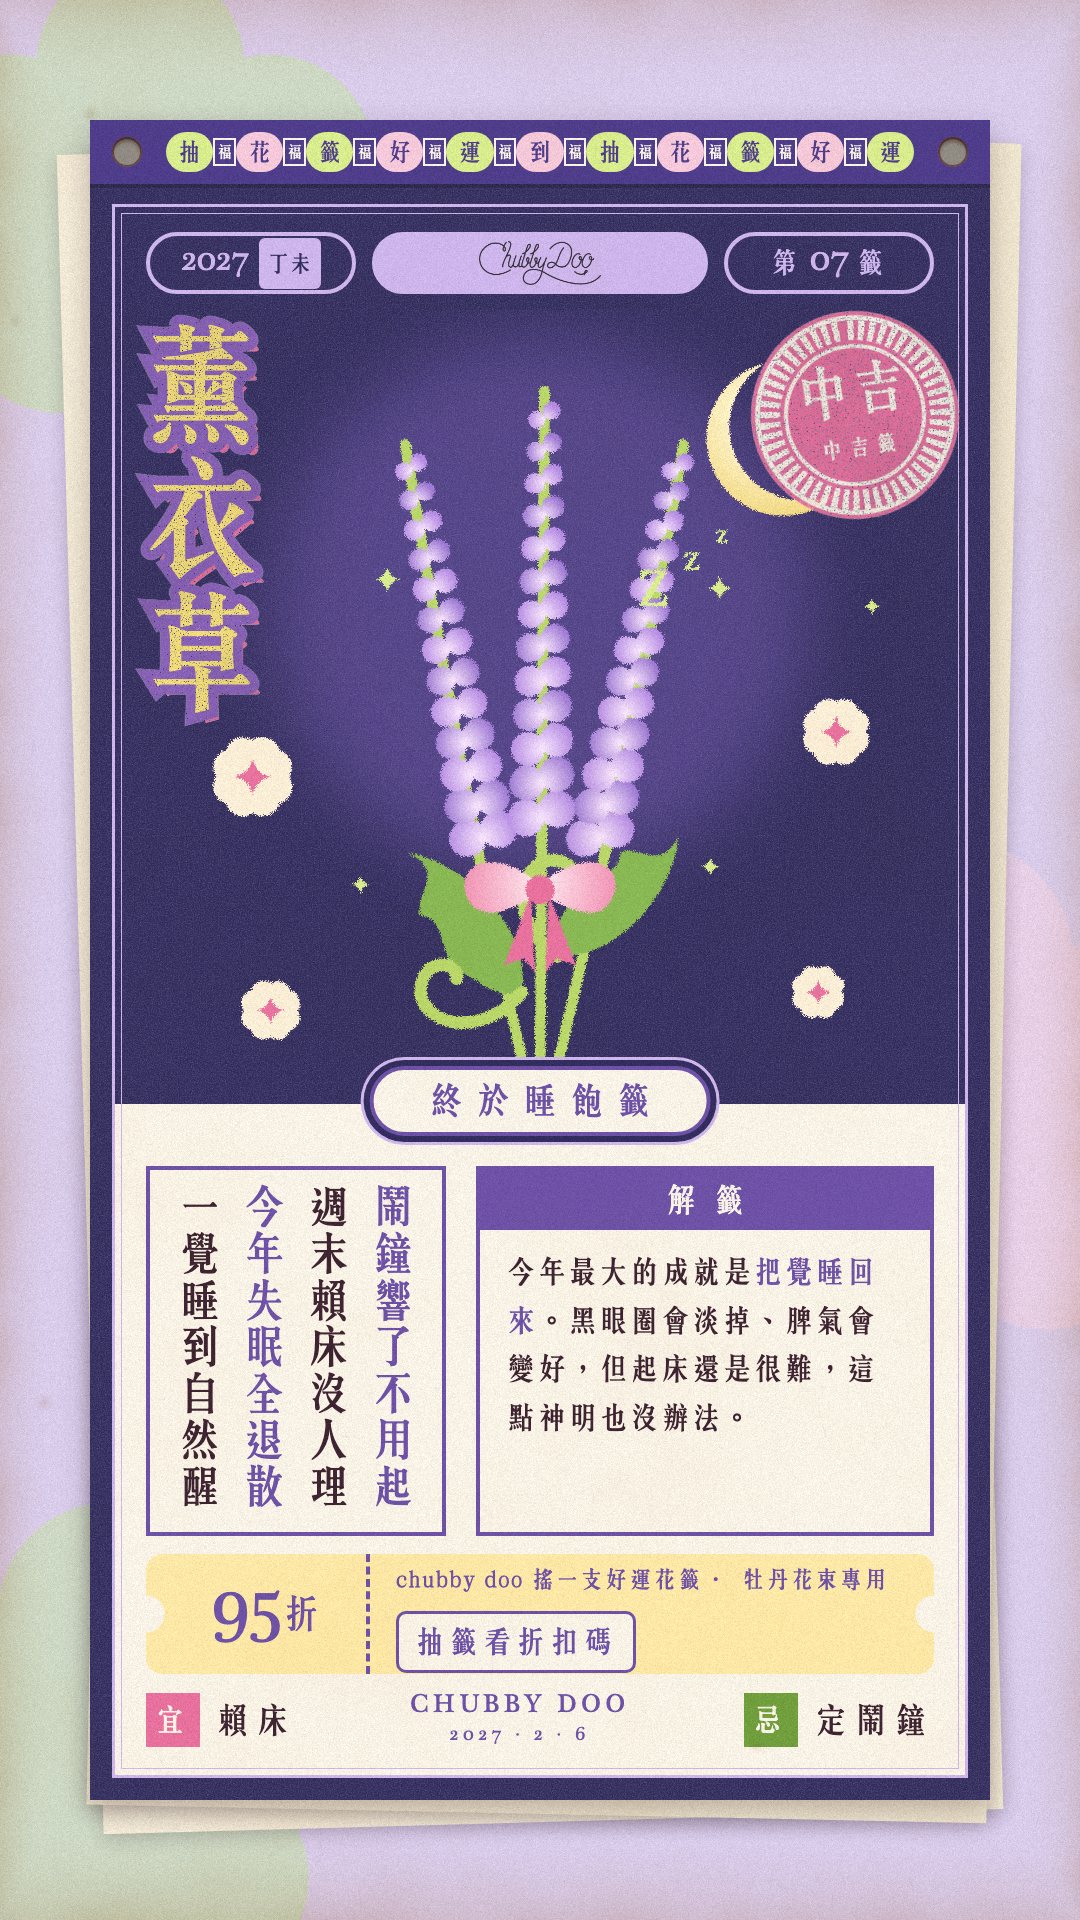 抽福花福籤福好福運福到福抽福花福籤福好福運
2027 丁未
Chubby Doo
第 07 籤
薰衣草
中吉
中吉籤
z
z
Z
終於睡飽籤
鬧鐘響了不用起
週末賴床沒人理
今年失眠全退散
一覺睡到自然醒
解籤
今年最大的成就是把覺睡回
來。黑眼圈會淡掉、脾氣會
變好，但起床還是很難，這
點神明也沒辦法。
95折
chubby doo 搖一支好運花籤· 牡丹花束專用
抽籤看折扣碼
宜 賴床
CHUBBY DOO
2027 · 2 · 6
忌 定鬧鐘